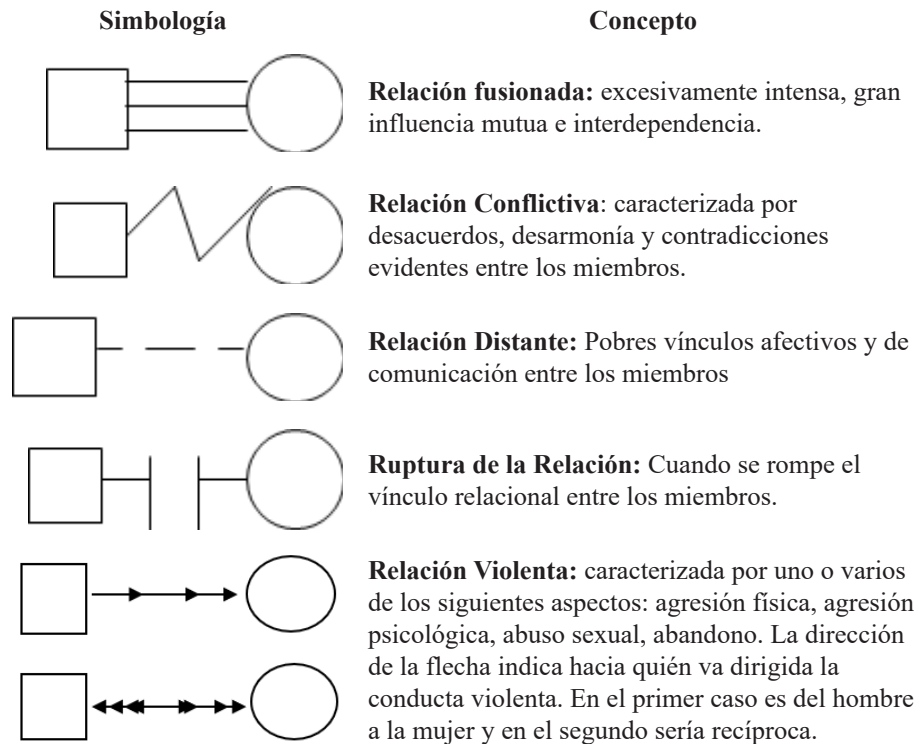 Simbología Concepto
Relación fusionada: excesivamente intensa, gran
influencia mutua e interdependencia.
Relación Conflictiva: caracterizada por
desacuerdos, desarmonía y contradicciones
evidentes entre los miembros.
Relación Distante: Pobres vínculos afectivos y de
comunicación entre los miembros
Ruptura de la Relación: Cuando se rompe el
vínculo relacional entre los miembros.
Relación Violenta: caracterizada por uno o varios
de los siguientes aspectos: agresión física, agresión
psicológica, abuso sexual, abandono. La dirección
de la flecha indica hacia quién va dirigida la
conducta violenta. En el primer caso es del hombre
a la mujer y en el segundo sería recíproca.